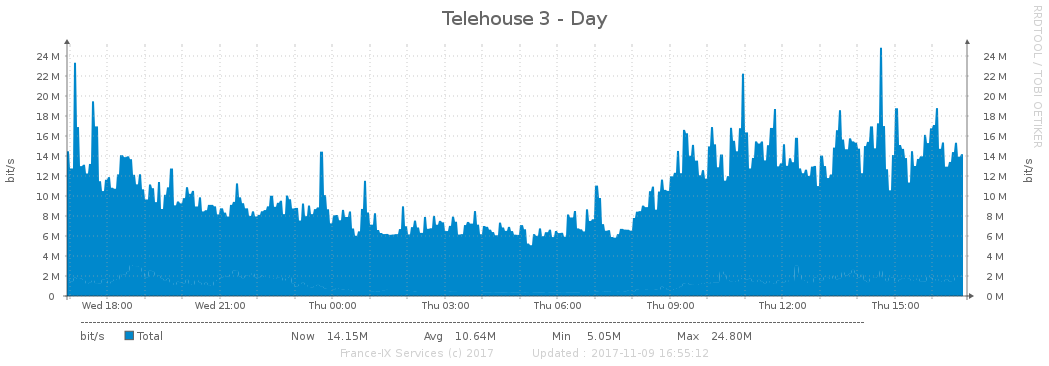 Telehouse 3 - Day
RRDTOOL / TOBI OETIKER
bit/s
24 M 24 M
22 M 22 M
20 M 20 M
18 M 18 M
16 M 16 M
14 M 14 M
12 M 12 M
10 M 10 M
8 M 8 M
6 M 6 M
4 M 4 M
2 M 2 M
0 0 M
bit/s
Wed 18:00 Wed 21:00 Thu 00:00 Thu 03:00 Thu 06:00 Thu 09:00 Thu 12:00 Thu 15:00
bit/s Total Now 14.15M Avg 10.64M Min 5.05M Max 24.80M
France-IX Services (c) 2017 Updated : 2017-11-09 16:55:12